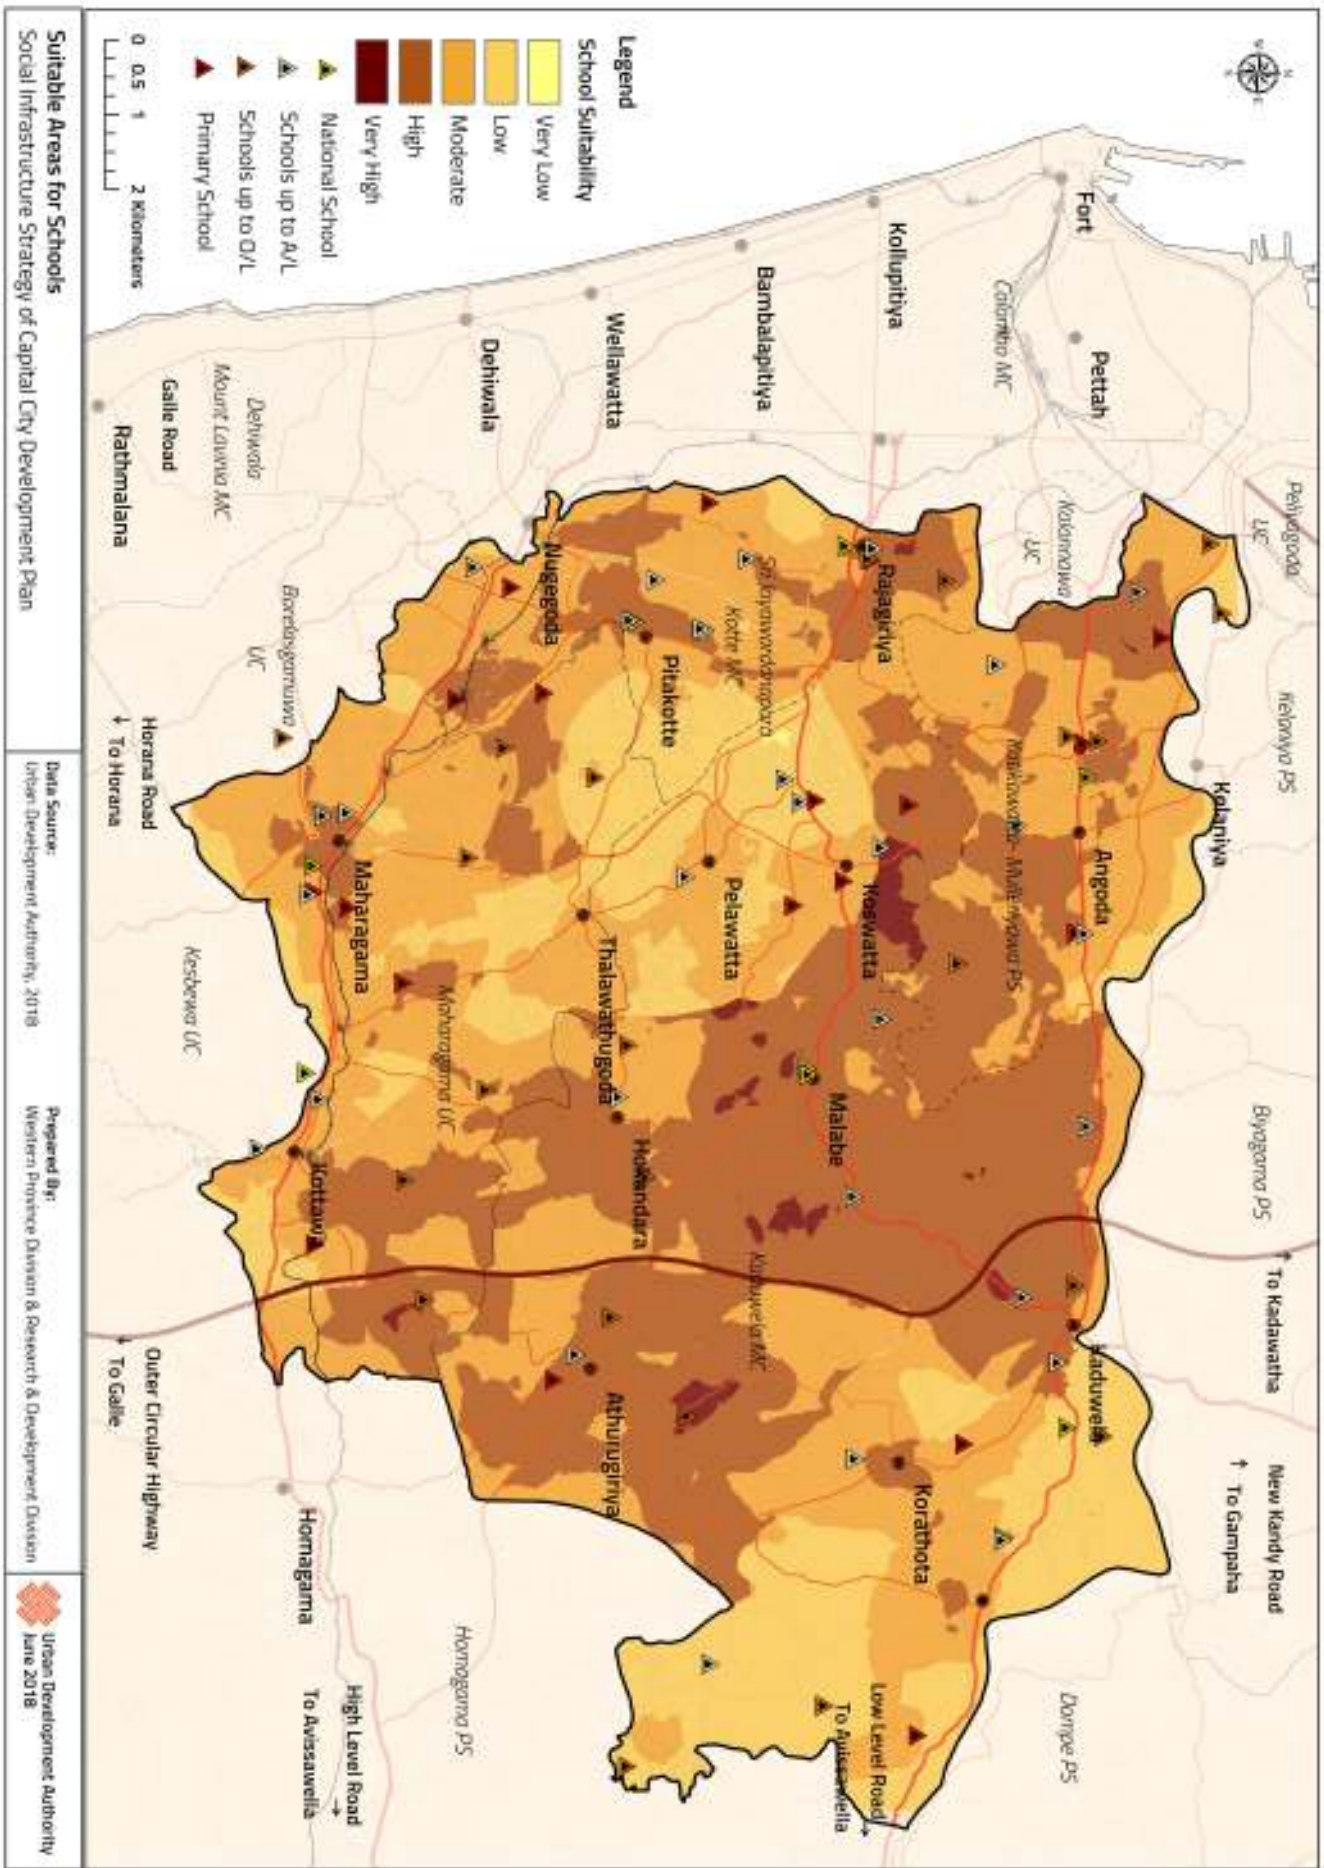 Fort
Pettah
Peliyagoda
UC
Kelaniya PS
Kollupitiya
Colombo MC
Kolonnawa
UC
Kelaniya
Biyagama PS
↑ To Kadawatha
New Kandy Road
↑ To Gampaha
Bambalapitiya
Rajagiriya
Angoda
Kotikawatta - Mulleriyawa PS
Kaduwela
Dompe PS
Wellawatta
Sri Jayawardanapura
Kotte MC
Koswatta
Malabe
Korathota
Low Level Road
To Avissawella →
Dehiwala
Nugegoda
Pitakotte
Pelawatta
Kaduwela MC
Thalawathugoda
Hokandara
Athurugiriya
Homagama PS
Dehiwala
Mount Lavinia MC
Galle Road
Rathmalana
Boralasgamuwa
UC
Maharagama
Maharagama UC
Kottawa
Homagama
High Level Road
To Avissawella →
Kesbewa UC
Horana Road
↓ To Horana
Outer Circular Highway
↓ To Galle
Legend
School Suitability
Very Low
Low
Moderate
High
Very High
National School
Schools up to A/L
Schools up to O/L
Primary School
0 0.5 1 2 Kilometers
Suitable Areas for Schools
Social Infrastructure Strategy of Capital City Development Plan
Data Source:
Urban Development Authority, 2018
Prepared By:
Western Province Division & Research & Development Division
Urban Development Authority
June 2018